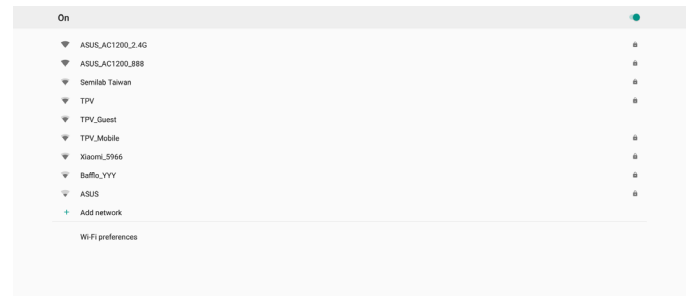 On
ASUS_AC1200_2.4G
ASUS_AC1200_888
Semilab Taiwan
TPV
TPV_Guest
TPV_Mobile
Xiaomi_5966
Bafflo_YYY
ASUS
Add network
Wi-Fi preferences